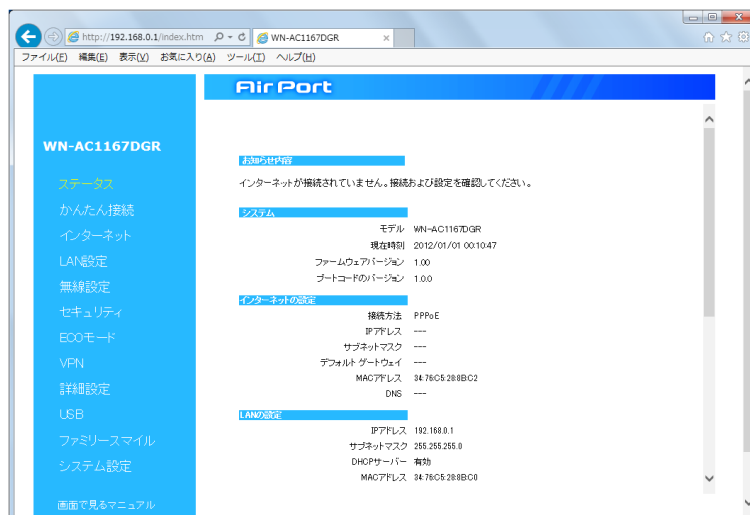 http://192.168.0.1/index.htm
WN-AC1167DGR
ファイル(F) 編集(E) 表示(V) お気に入り(A) ツール(T) ヘルプ(H)
AirPort
WN-AC1167DGR
ステータス
かんたん接続
インターネット
LAN設定
無線設定
セキュリティ
ECOモード
VPN
詳細設定
USB
ファミリースマイル
システム設定
画面で見るマニュアル
お知らせ内容
インターネットが接続されていません。接続および設定を確認してください。
システム
モデル WN-AC1167DGR
現在時刻 2012/01/01 00:10:47
ファームウェアバージョン 1.00
ブートコードのバージョン 1.0.0
インターネットの設定
接続方法 PPPoE
IPアドレス ---
サブネットマスク ---
デフォルト ゲートウェイ ---
MACアドレス 34:76:C5:28:8B:C2
DNS ---
LANの設定
IPアドレス 192.168.0.1
サブネットマスク 255.255.255.0
DHCPサーバー 有効
MACアドレス 34:76:C5:28:8B:C0